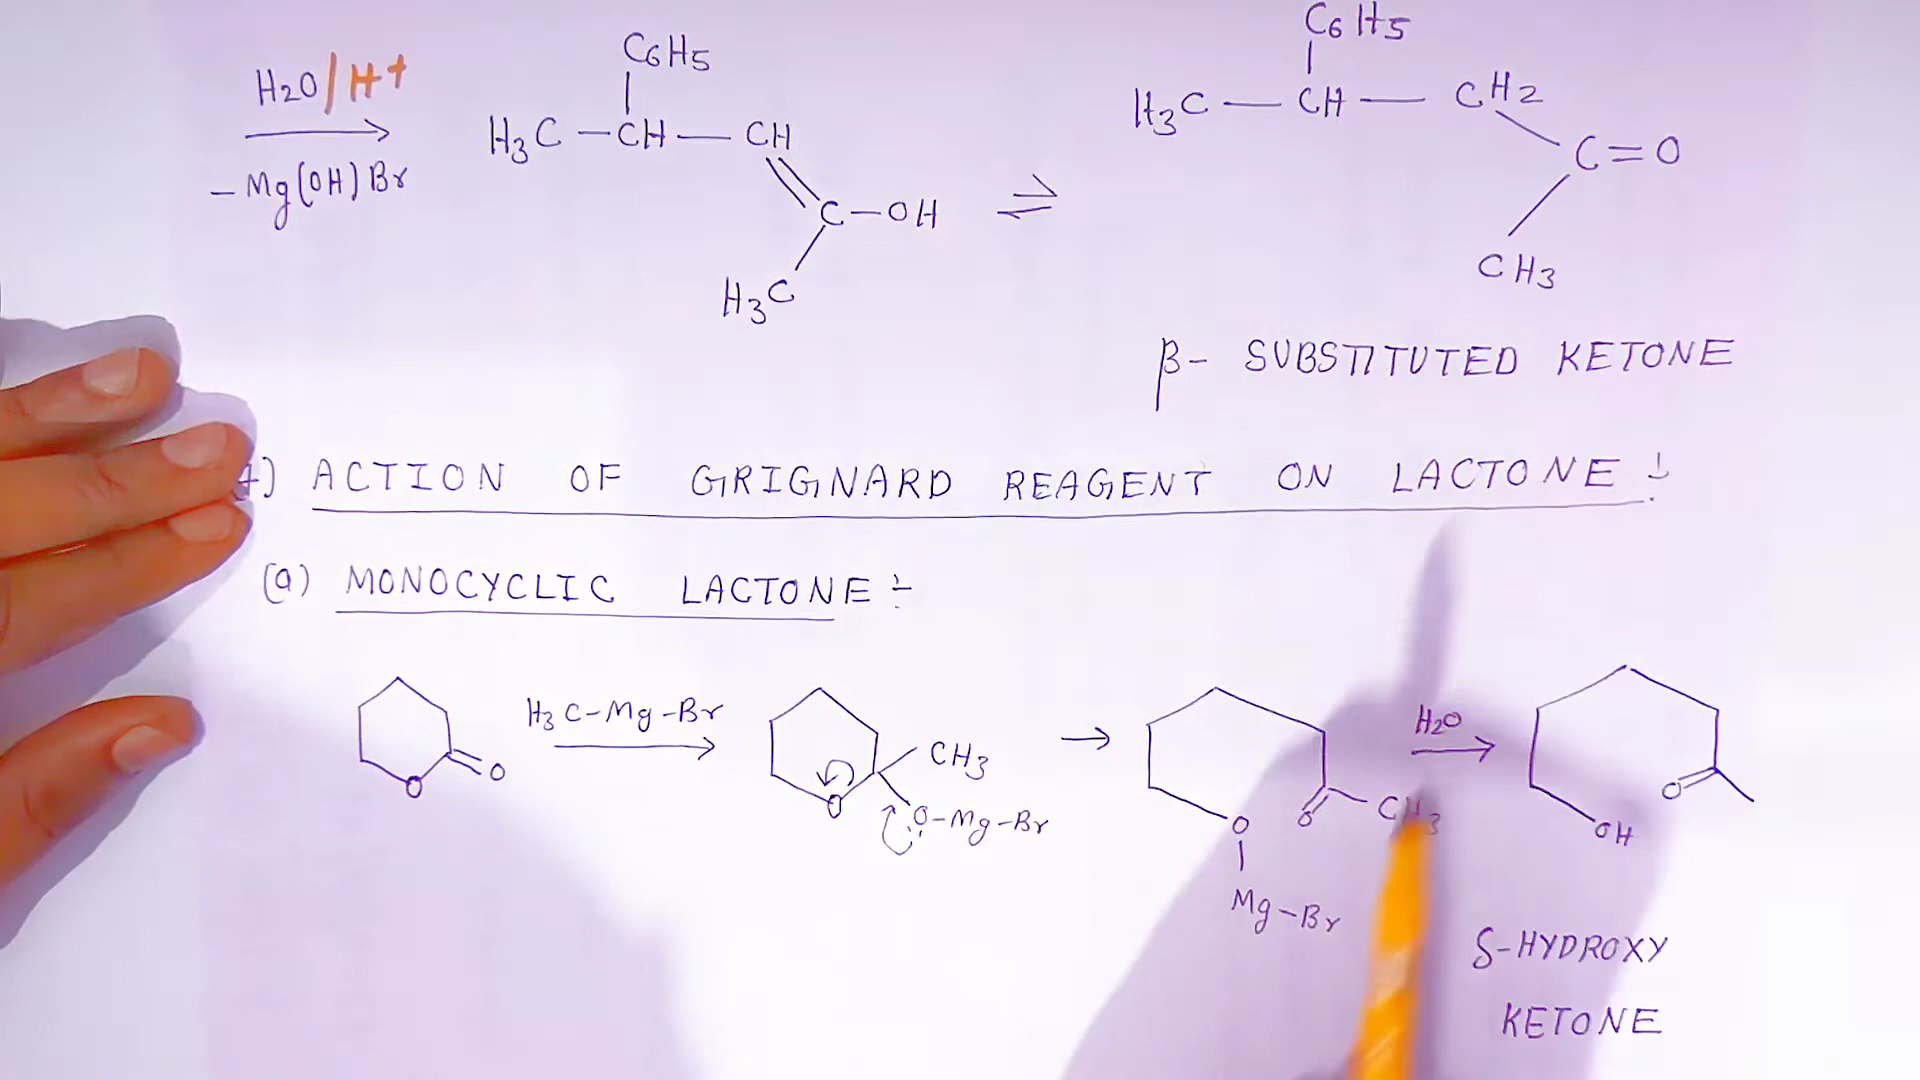 C6H5
H2O/H+
H3C—CH—CH
C6H5
H3C—CH—CH2
-Mg(OH)Br
C-OH
⇌
C=O
H3C
CH3
β- SUBSTITUTED KETONE
) ACTION OF GRIGNARD REAGENT ON LACTONE :-
(a) MONOCYCLIC LACTONE :-
H3C-Mg-Br
O
O
CH3
O
O-Mg-Br
→
O
O
CH3
Mg-Br
H2O
O
OH
δ-HYDROXY
KETONE